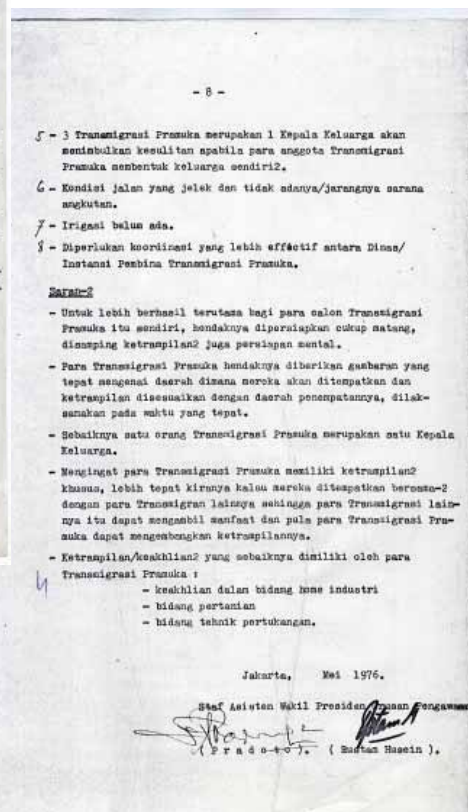 - 8 -
5 - 3 Transmigrasi Pramuka merupakan 1 Kepala Keluarga akan
menimbulkan kesulitan apabila para anggota Transmigrasi
Pramuka membentuk keluarga sendiri2.
6 - Kondisi jalan yang jelek dan tidak adanya/jarangnya sarana
angkutan.
7 - Irigasi belum ada.
8 - Diperlukan koordinasi yang lebih effektif antara Dinas/
Instansi Pembina Transmigrasi Pramuka.
Saran-2
- Untuk lebih berhasil terutama bagi para calon Transmigrasi
Pramuka itu sendiri, hendaknya dipersiapkan cukup matang,
disamping ketrampilan2 juga persiapan mental.
- Para Transmigrasi Pramuka hendaknya diberikan gambaran yang
tepat mengenai daerah dimana mereka akan ditempatkan dan
ketrampilan disesuaikan dengan daerah penempatannya, dilak-
sanakan pada waktu yang tepat.
- Sebaiknya satu orang Transmigrasi Pramuka merupakan satu Kepala
Keluarga.
- Mengingat para Transmigrasi Pramuka memiliki ketrampilan2
khusus, lebih tepat kiranya kalau mereka ditempatkan bersama-2
dengan para Transmigran lainnya sehingga para Transmigrasi lain-
nya itu dapat mengambil manfaat dan pula para Transmigrasi Pra-
muka dapat mengembangkan ketrampilannya.
- Ketrampilan/keakhlian2 yang sebaiknya dimiliki oleh para
Transmigrasi Pramuka :
- keakhlian dalam bidang home industri
- bidang pertanian
- bidang tehnik pertukangan.
Jakarta, Mei 1976.
Staf Asisten Wakil Presiden Urusan Pengawasan
( P r a d o t o ). ( Bustam Husein ).